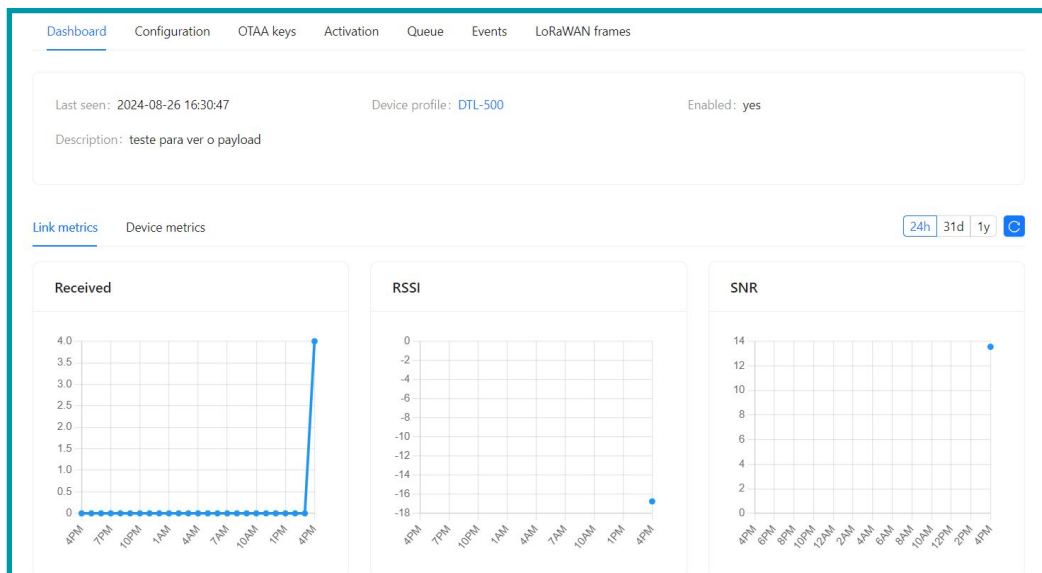 Dashboard Configuration OTAA keys Activation Queue Events LoRaWAN frames
Last seen: 2024-08-26 16:30:47 Device profile: DTL-500 Enabled: yes
Description: teste para ver o payload
Link metrics Device metrics 24h 31d 1y
Received
4.0
3.5
3.0
2.5
2.0
1.5
1.0
0.5
0
4PM 7PM 10PM 1AM 4AM 7AM 10AM 1PM 4PM
RSSI
0
-2
-4
-6
-8
-10
-12
-14
-16
-18
4PM 7PM 10PM 1AM 4AM 7AM 10AM 1PM 4PM
SNR
14
12
10
8
6
4
2
0
4PM 6PM 8PM 10PM 12AM 2AM 4AM 6AM 8AM 10AM 12PM 2PM 4PM